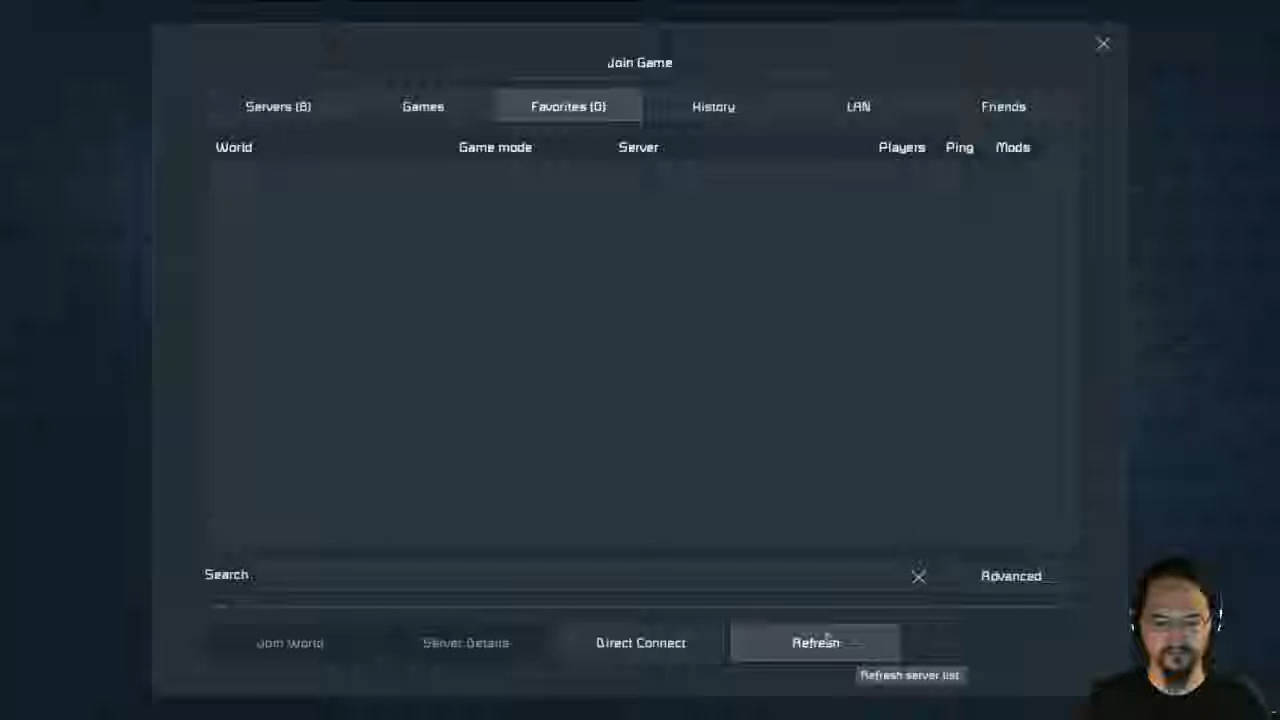 Join Game
Servers (8) Games Favorites (0) History LAN Friends
World Game mode Server Players Ping Mods
Search
Advanced
Join World Server Details Direct Connect Refresh
Refresh server list